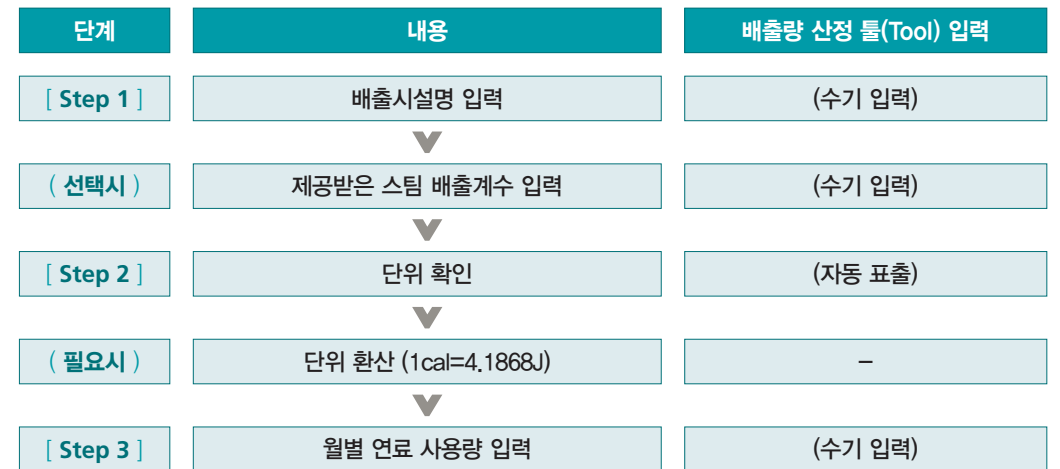 단계 내용 배출량 산정 툴(Tool) 입력
[ Step 1 ] 배출시설명 입력 (수기 입력)
( 선택시 ) 제공받은 스팀 배출계수 입력 (수기 입력)
[ Step 2 ] 단위 확인 (자동 표출)
( 필요시 ) 단위 환산 (1cal=4.1868J) –
[ Step 3 ] 월별 연료 사용량 입력 (수기 입력)